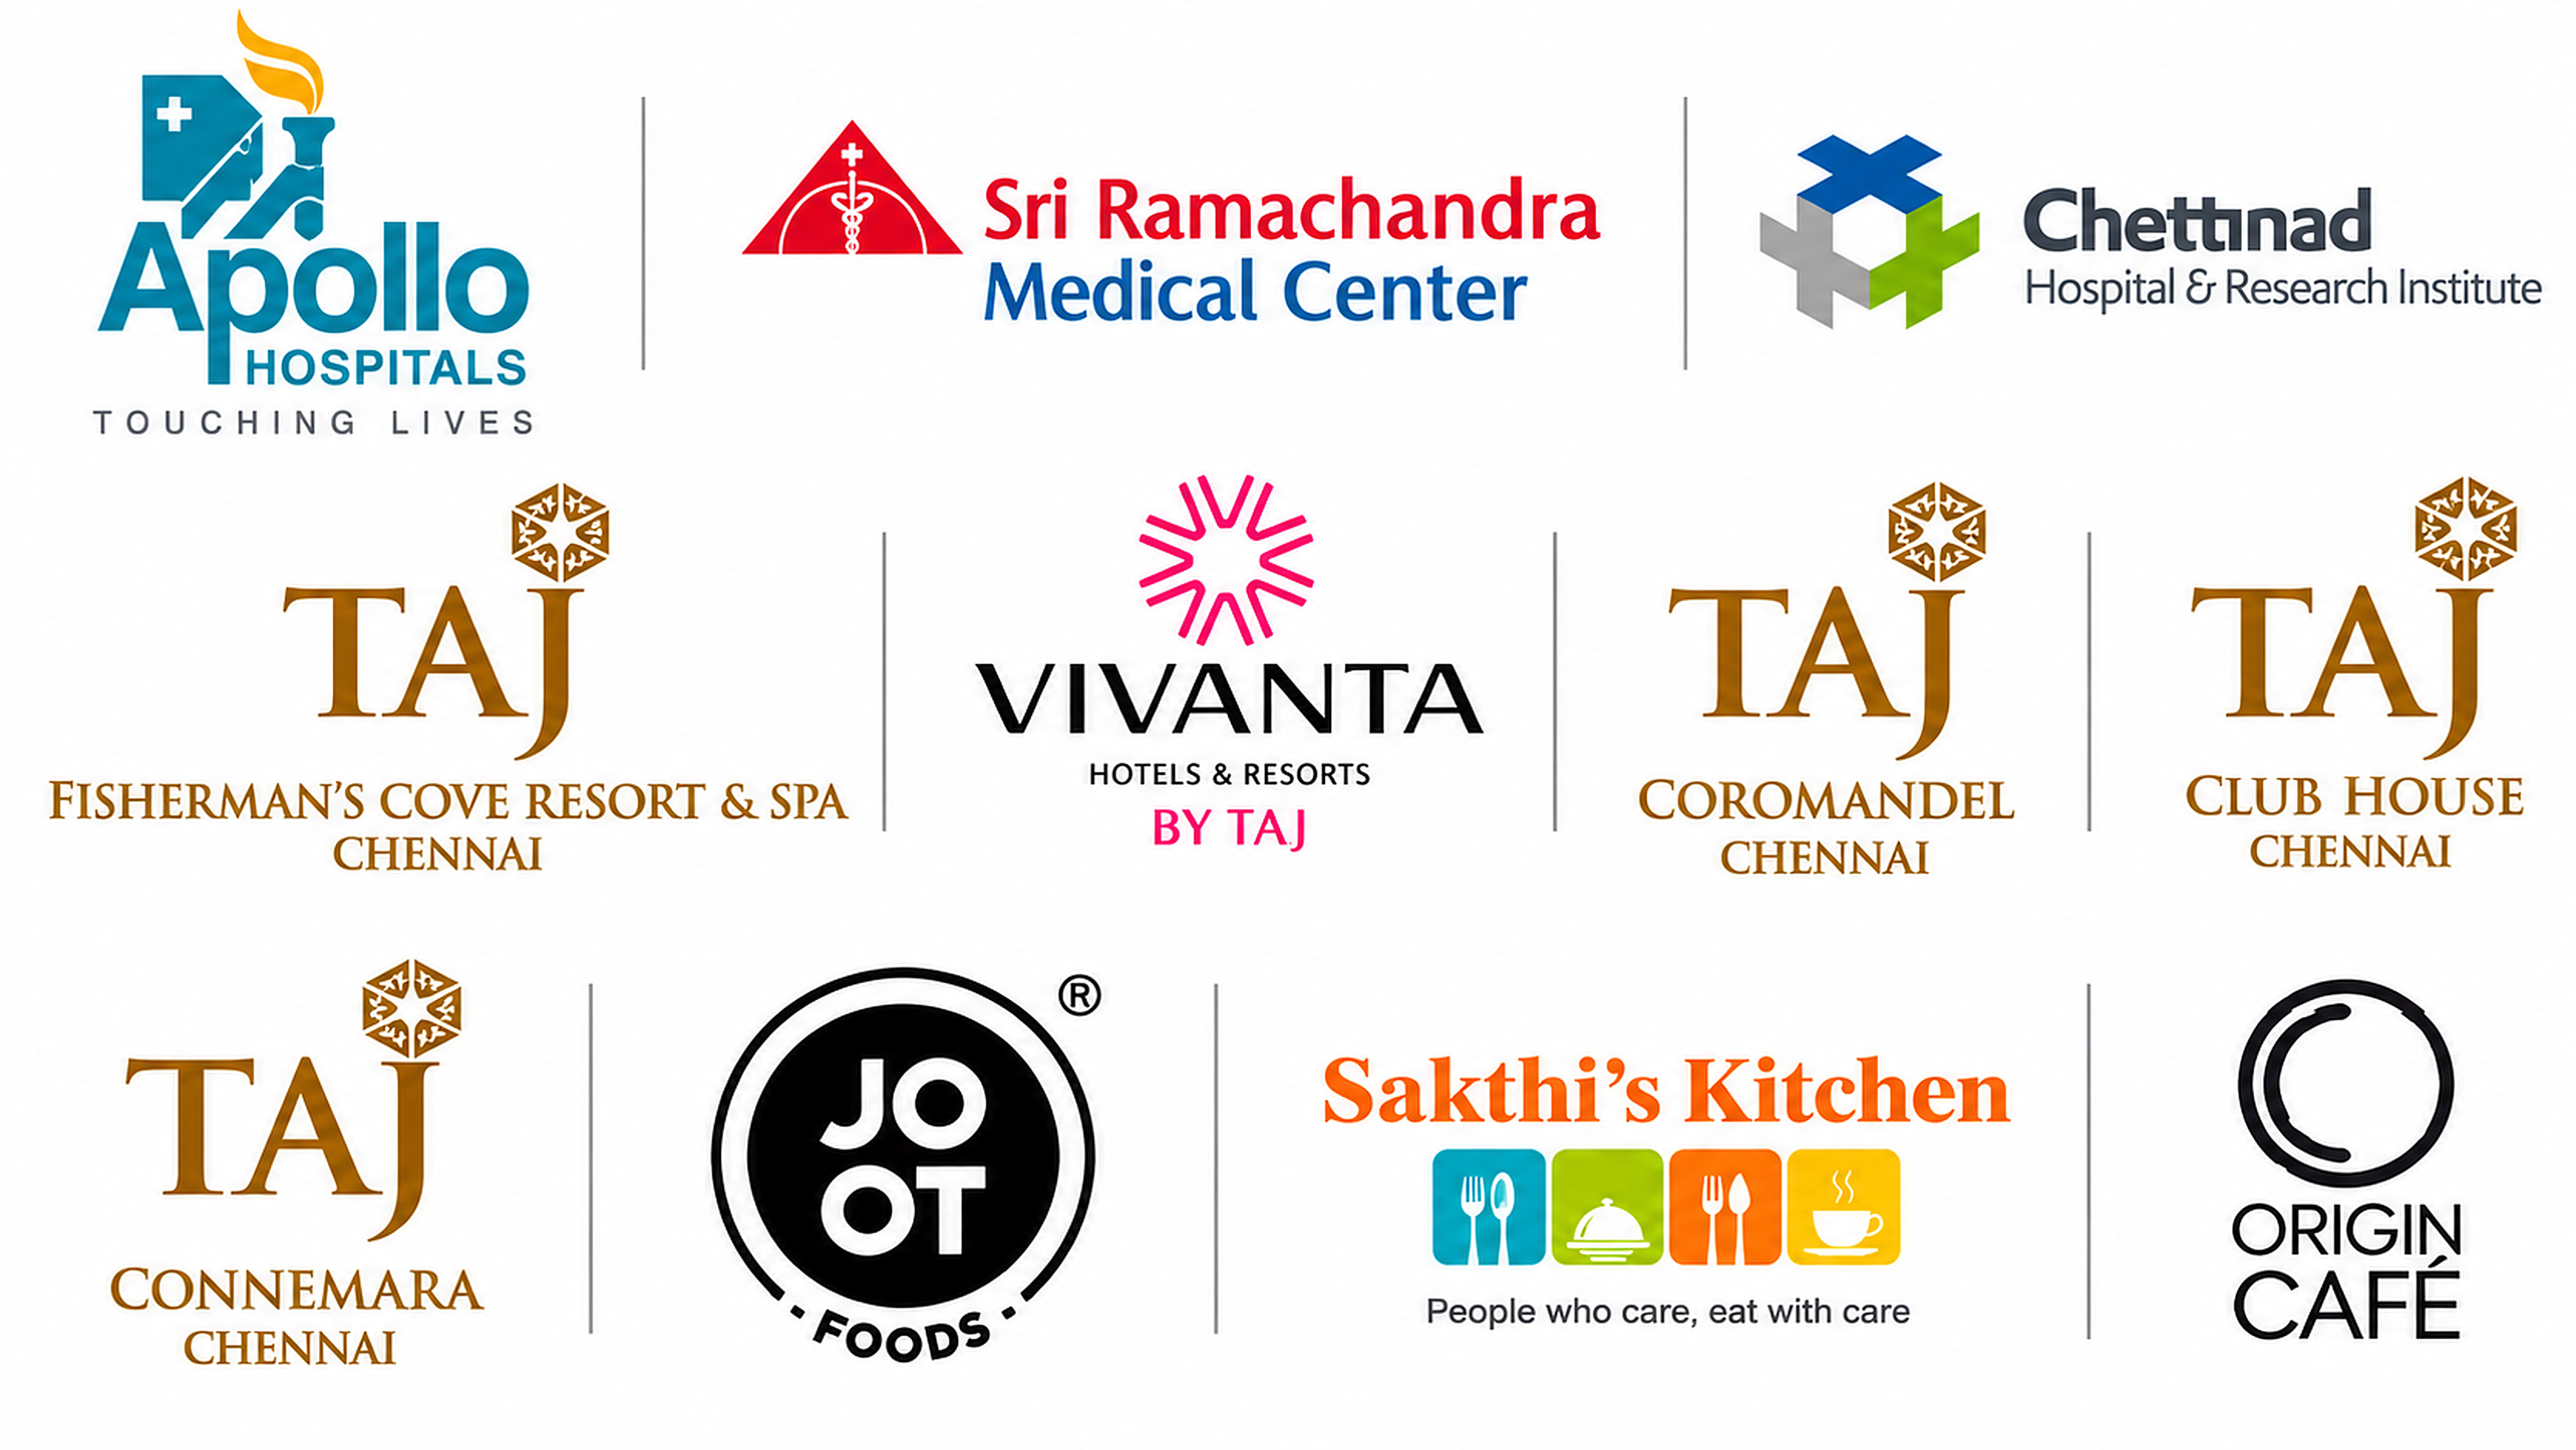 Apollo
HOSPITALS
TOUCHING LIVES
Sri Ramachandra
Medical Center
Chettinad
Hospital & Research Institute
TAJ
FISHERMAN'S COVE RESORT & SPA
CHENNAI
VIVANTA
HOTELS & RESORTS
BY TAJ
TAJ
COROMANDEL
CHENNAI
TAJ
CLUB HOUSE
CHENNAI
TAJ
CONNEMARA
CHENNAI
JO
OT
FOODS
®
Sakthi's Kitchen
People who care, eat with care
ORIGIN
CAFÉ